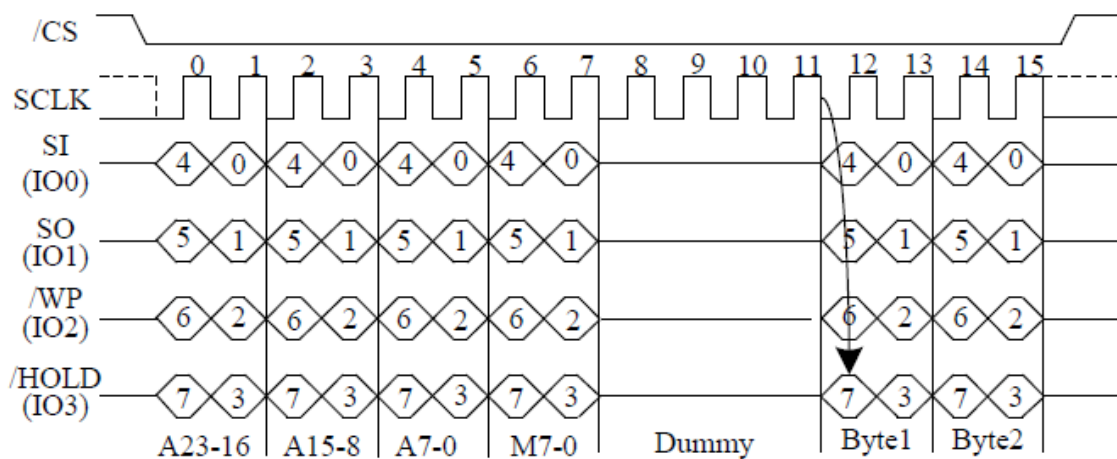 /CS
0 1 2 3 4 5 6 7 8 9 10 11 12 13 14 15
SCLK
SI
(IO0)
4 0 4 0 4 0 4 0 4 0 4 0
SO
(IO1)
5 1 5 1 5 1 5 1 5 1 5 1
/WP
(IO2)
6 2 6 2 6 2 6 2 6 2 6 2
/HOLD
(IO3)
7 3 7 3 7 3 7 3 7 3 7 3
A23-16 A15-8 A7-0 M7-0 Dummy Byte1 Byte2